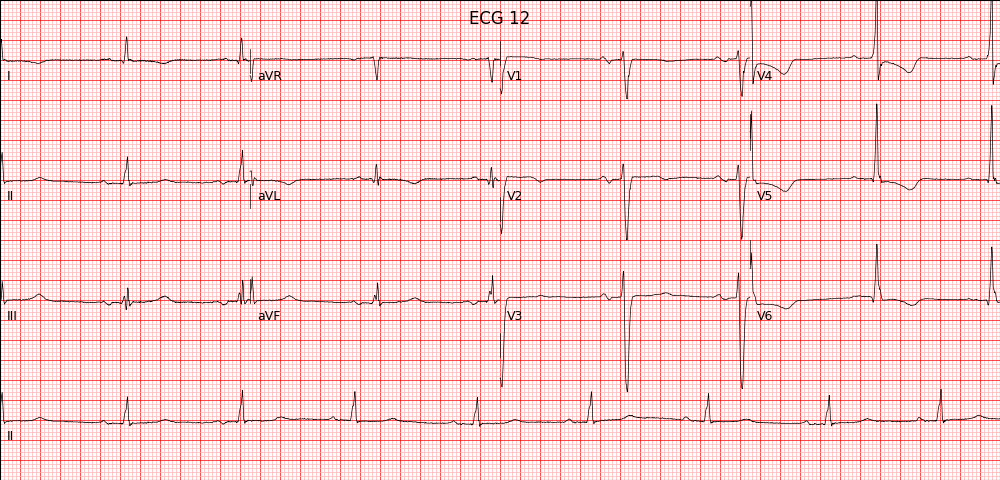 ECG 12
I aVR V1 V4
II aVL V2 V5
III aVF V3 V6
II